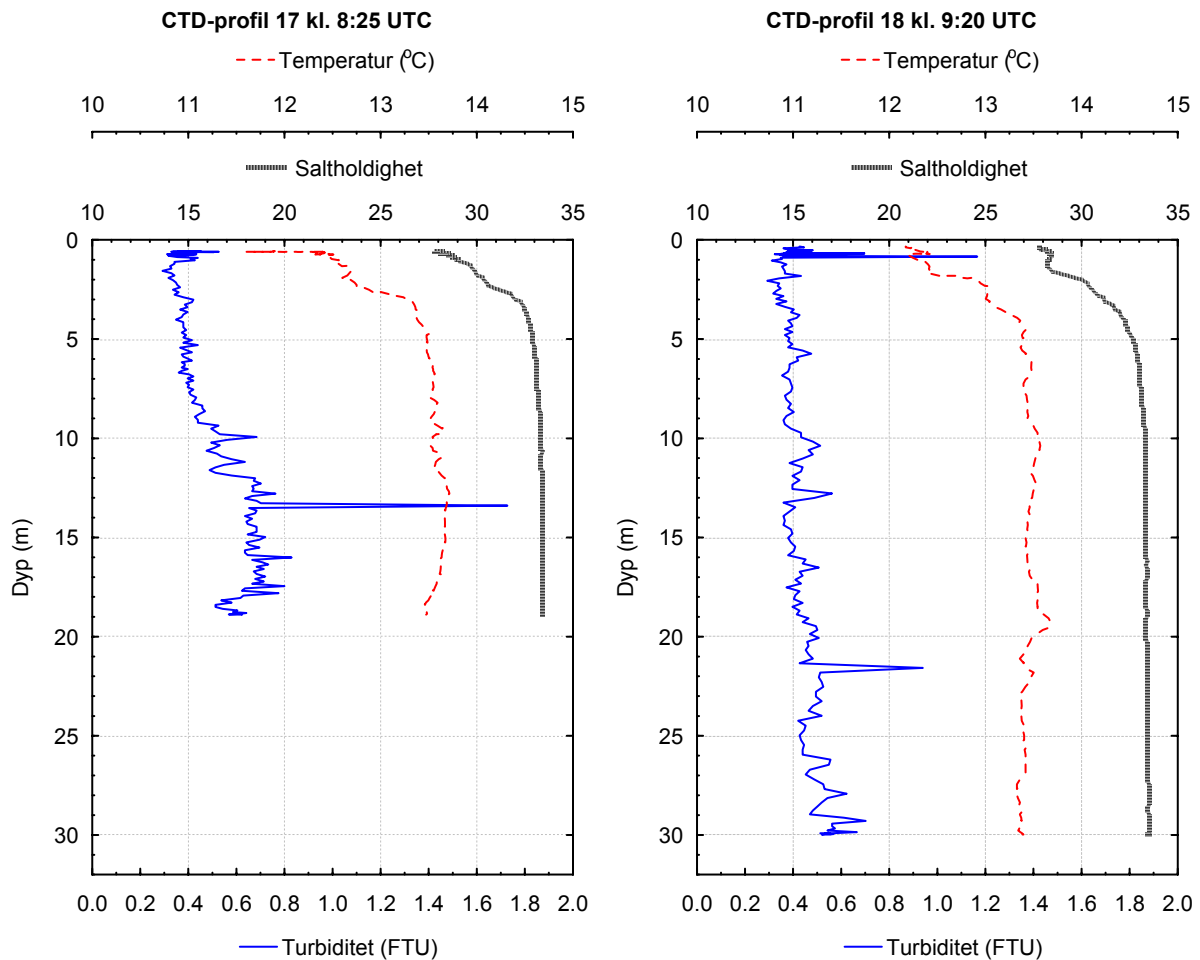 CTD-profil 17 kl. 8:25 UTC
Temperatur (⁰C)
10 11 12 13 14 15
Saltholdighet
10 15 20 25 30 35
0
5
10
15
20
25
30
Dyp (m)
0.0 0.2 0.4 0.6 0.8 1.0 1.2 1.4 1.6 1.8 2.0
Turbiditet (FTU)
CTD-profil 18 kl. 9:20 UTC
Temperatur (⁰C)
10 11 12 13 14 15
Saltholdighet
10 15 20 25 30 35
0
5
10
15
20
25
30
Dyp (m)
0.0 0.2 0.4 0.6 0.8 1.0 1.2 1.4 1.6 1.8 2.0
Turbiditet (FTU)